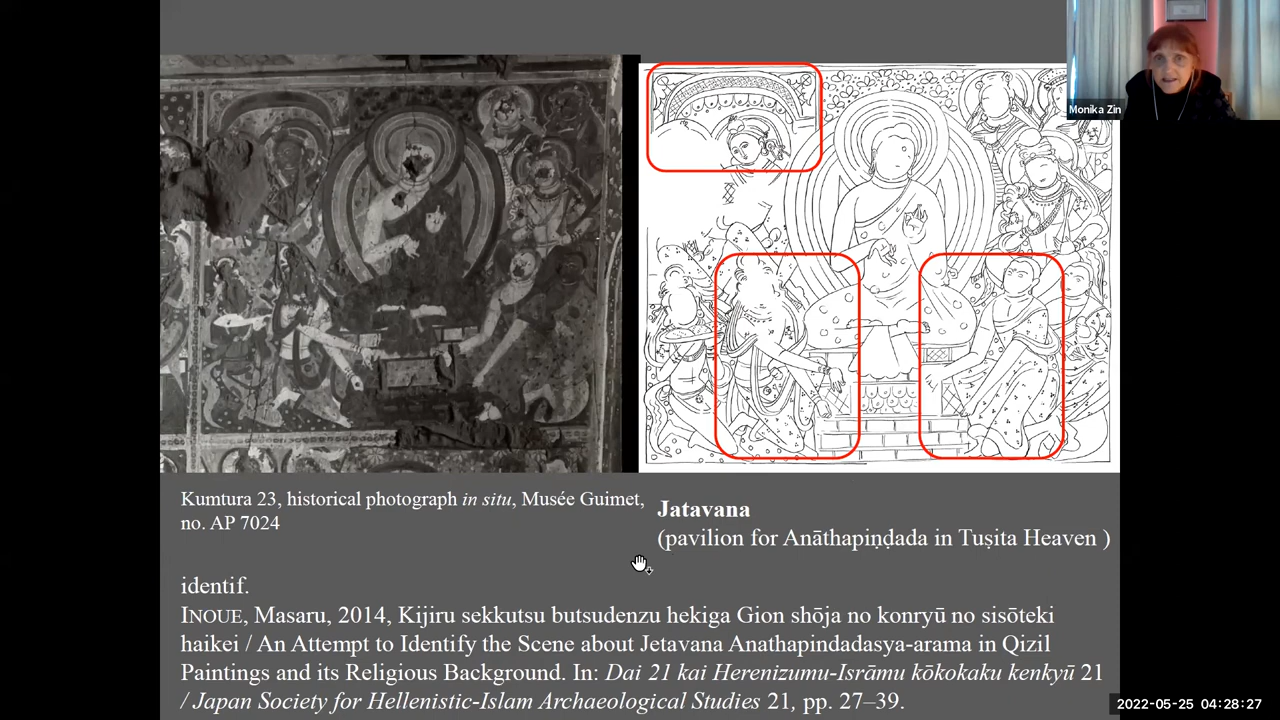 Monika Zin
Kumtura 23, historical photograph in situ, Musée Guimet,
no. AP 7024
Jatavana
(pavilion for Anāthapiṇḍada in Tuṣita Heaven )
identif.
INOUE, Masaru, 2014, Kijiru sekkutsu butsudenzu hekiga Gion shōja no konryū no sisōteki
haikei / An Attempt to Identify the Scene about Jetavana Anathapindadasya-arama in Qizil
Paintings and its Religious Background. In: Dai 21 kai Herenizumu-Isrāmu kōkokaku kenkyū 21
/ Japan Society for Hellenistic-Islam Archaeological Studies 21, pp. 27–39.
2022-05-25 04:28:27